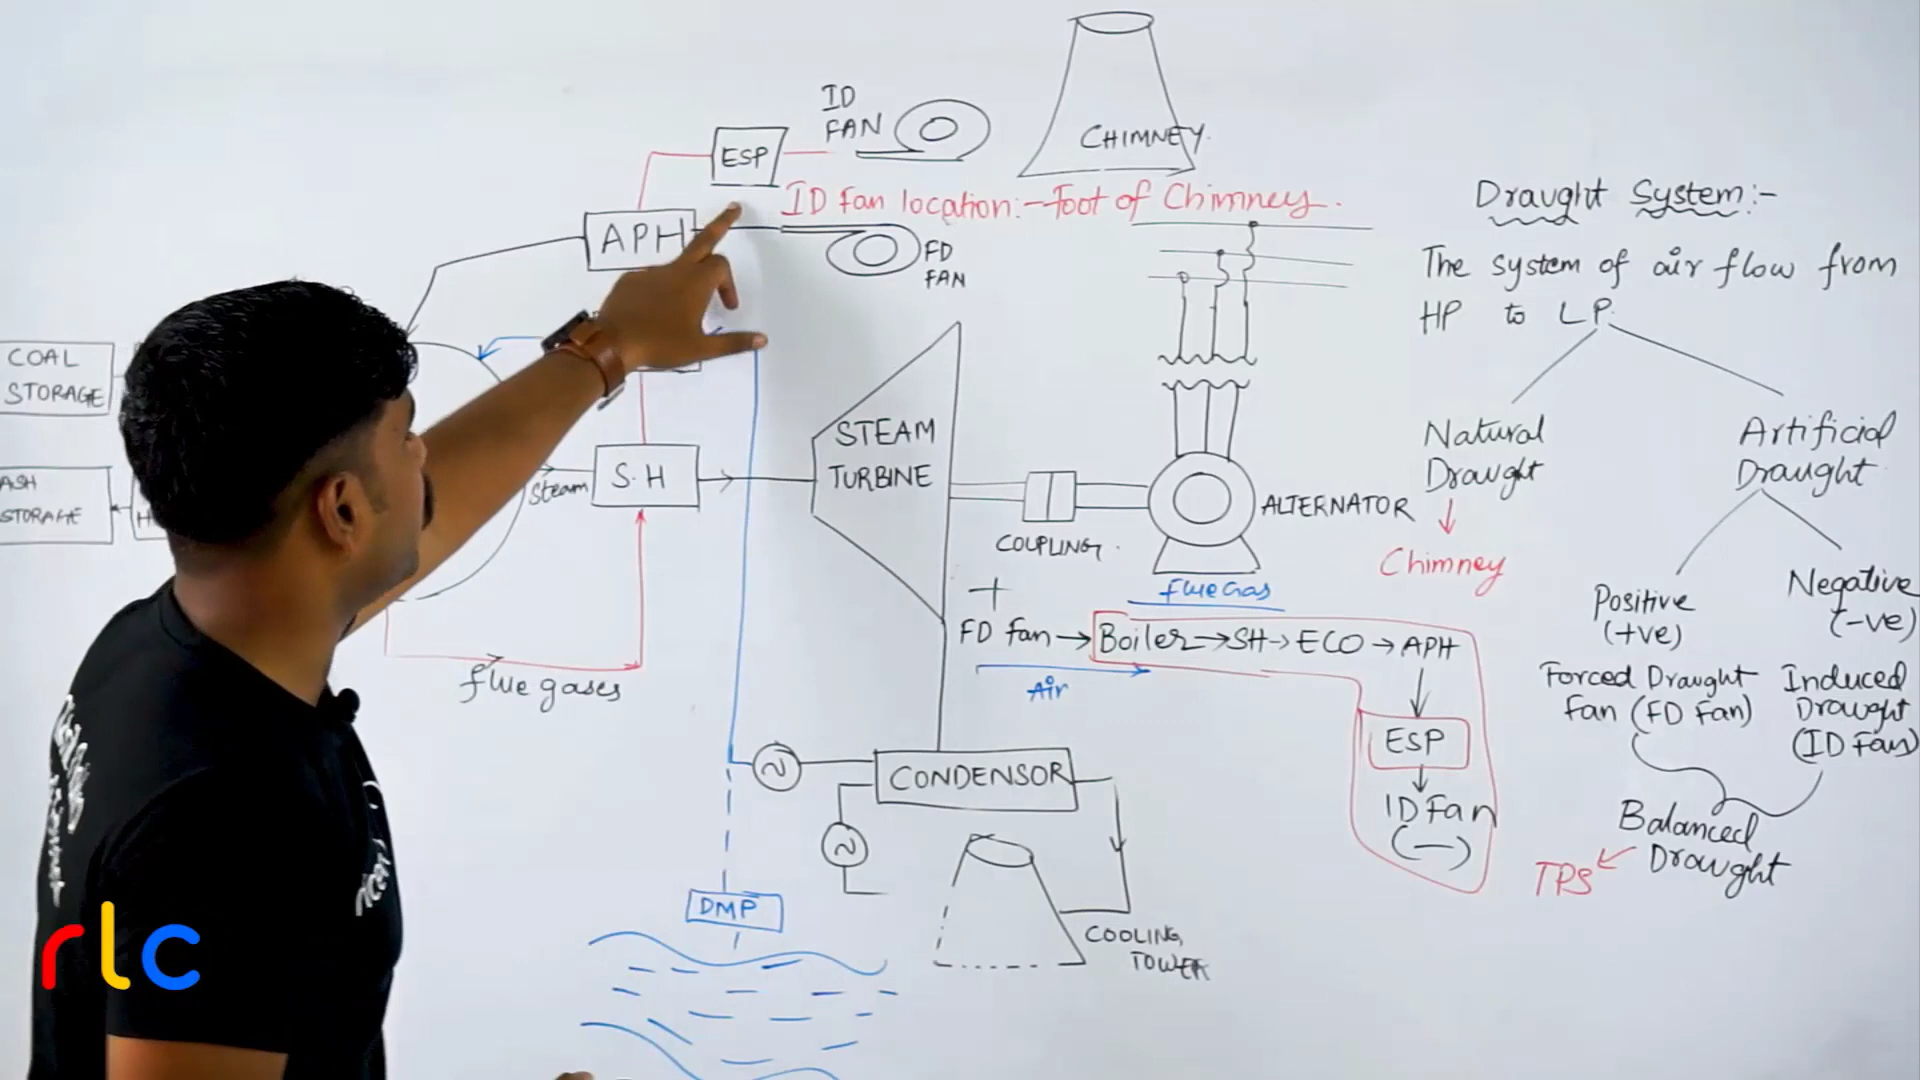 ID
FAN
CHIMNEY
ESP
ID Fan location:- Foot of Chimney.
APH
FD
FAN
COAL
STORAGE
ASH
STORAGE
H
steam
S.H
STEAM
TURBINE
COUPLING
ALTERNATOR
flue gases
Flue Gas
+
FD Fan → Boiler → SH → ECO → APH
Air
ESP
ID Fan
(-)
CONDENSOR
DMP
COOLING
TOWER
Draught System:-
The system of air flow from
HP to LP.
Natural
Draught
Chimney
Artificial
Draught
Positive
(+ve)
Forced Draught
Fan (FD Fan)
Negative
(-ve)
Induced
Draught
(ID Fan)
Balanced
Draught
TPS
rlc